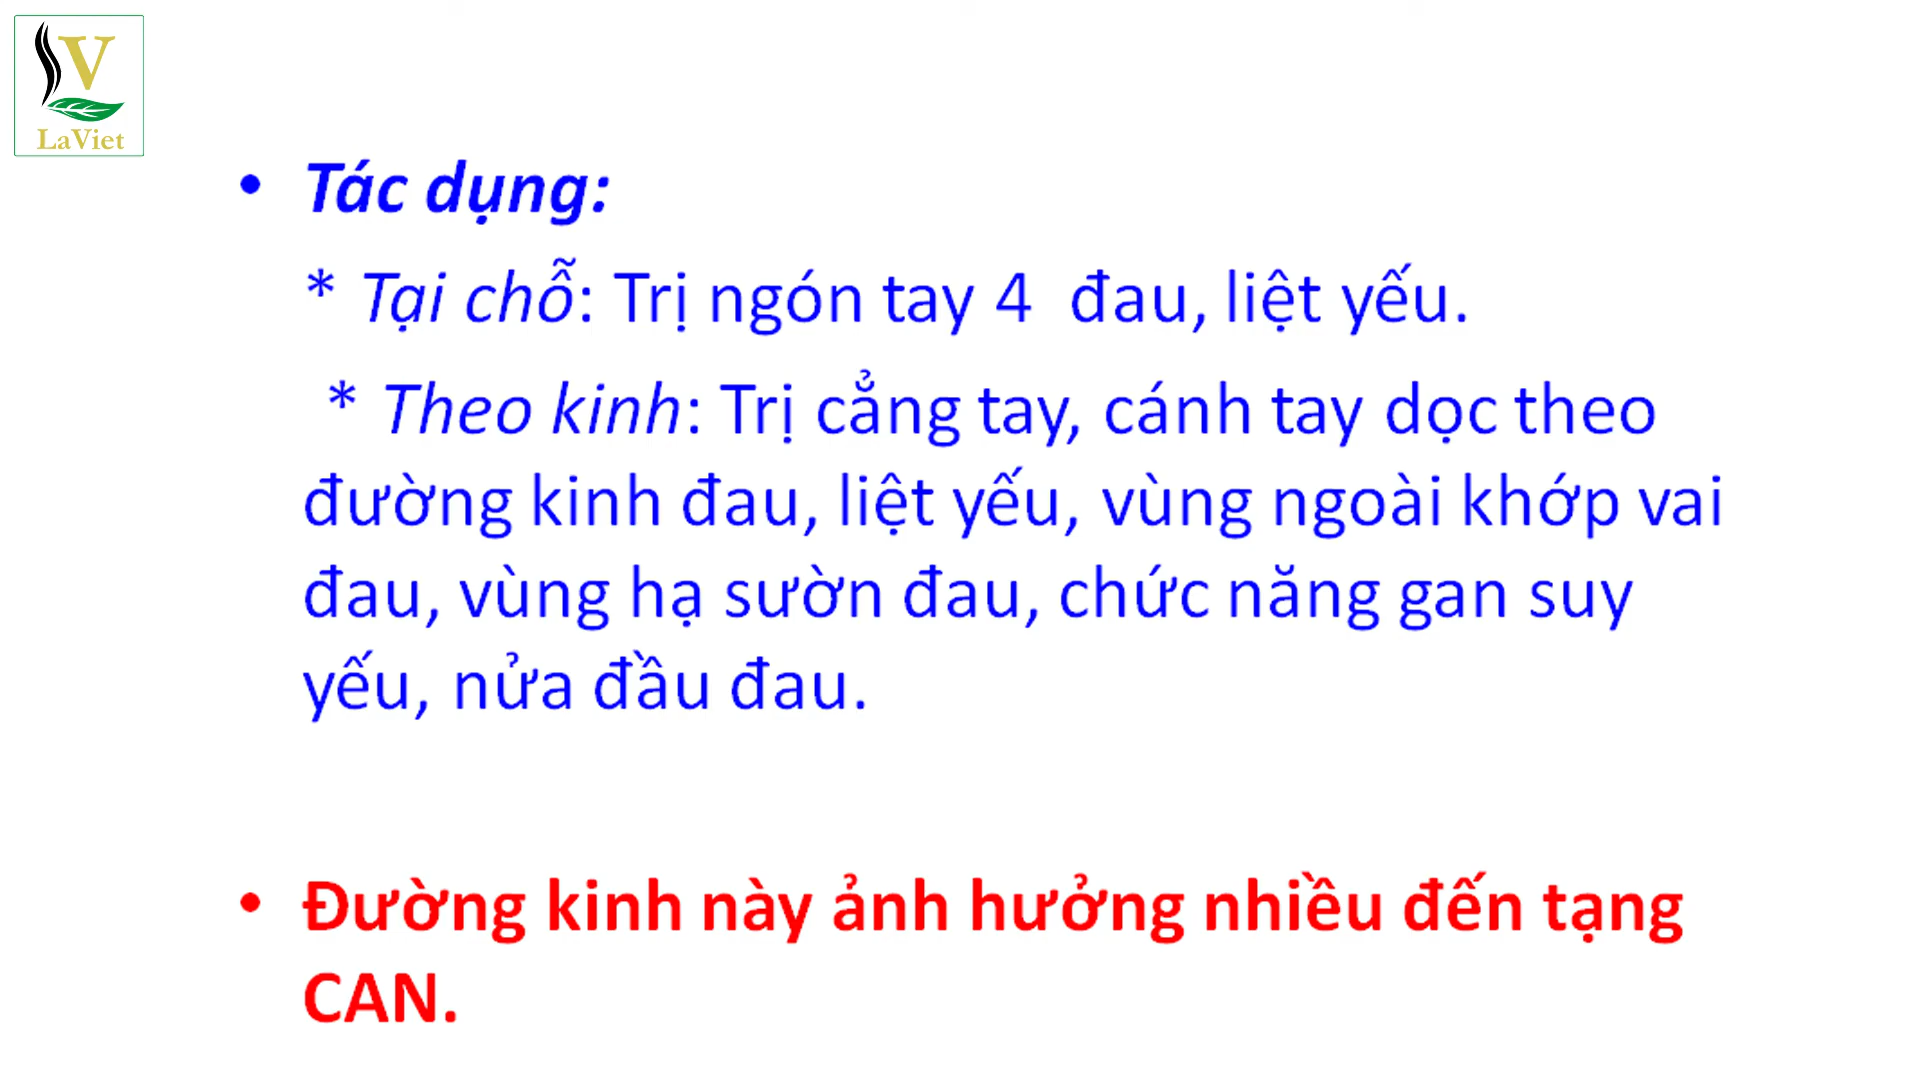 V
LaViet
• Tác dụng:
* Tại chỗ: Trị ngón tay 4 đau, liệt yếu.
* Theo kinh: Trị cẳng tay, cánh tay dọc theo
đường kinh đau, liệt yếu, vùng ngoài khớp vai
đau, vùng hạ sườn đau, chức năng gan suy
yếu, nửa đầu đau.
• Đường kinh này ảnh hưởng nhiều đến tạng
CAN.